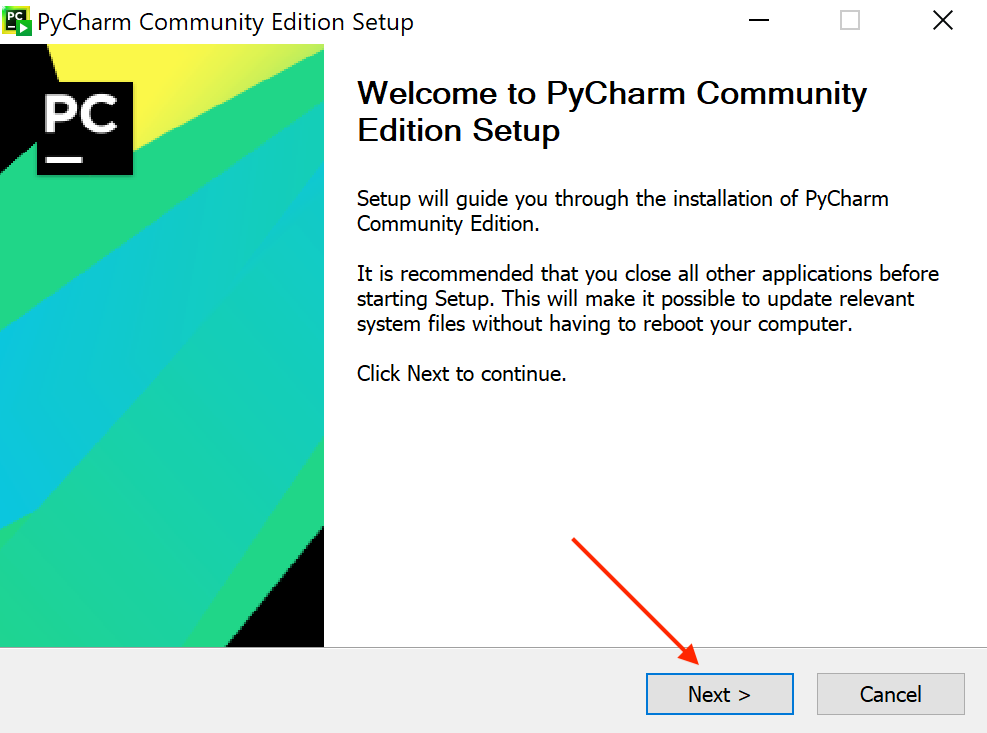 PC PyCharm Community Edition Setup
PC
Welcome to PyCharm Community
Edition Setup
Setup will guide you through the installation of PyCharm
Community Edition.
It is recommended that you close all other applications before
starting Setup. This will make it possible to update relevant
system files without having to reboot your computer.
Click Next to continue.
Next > Cancel